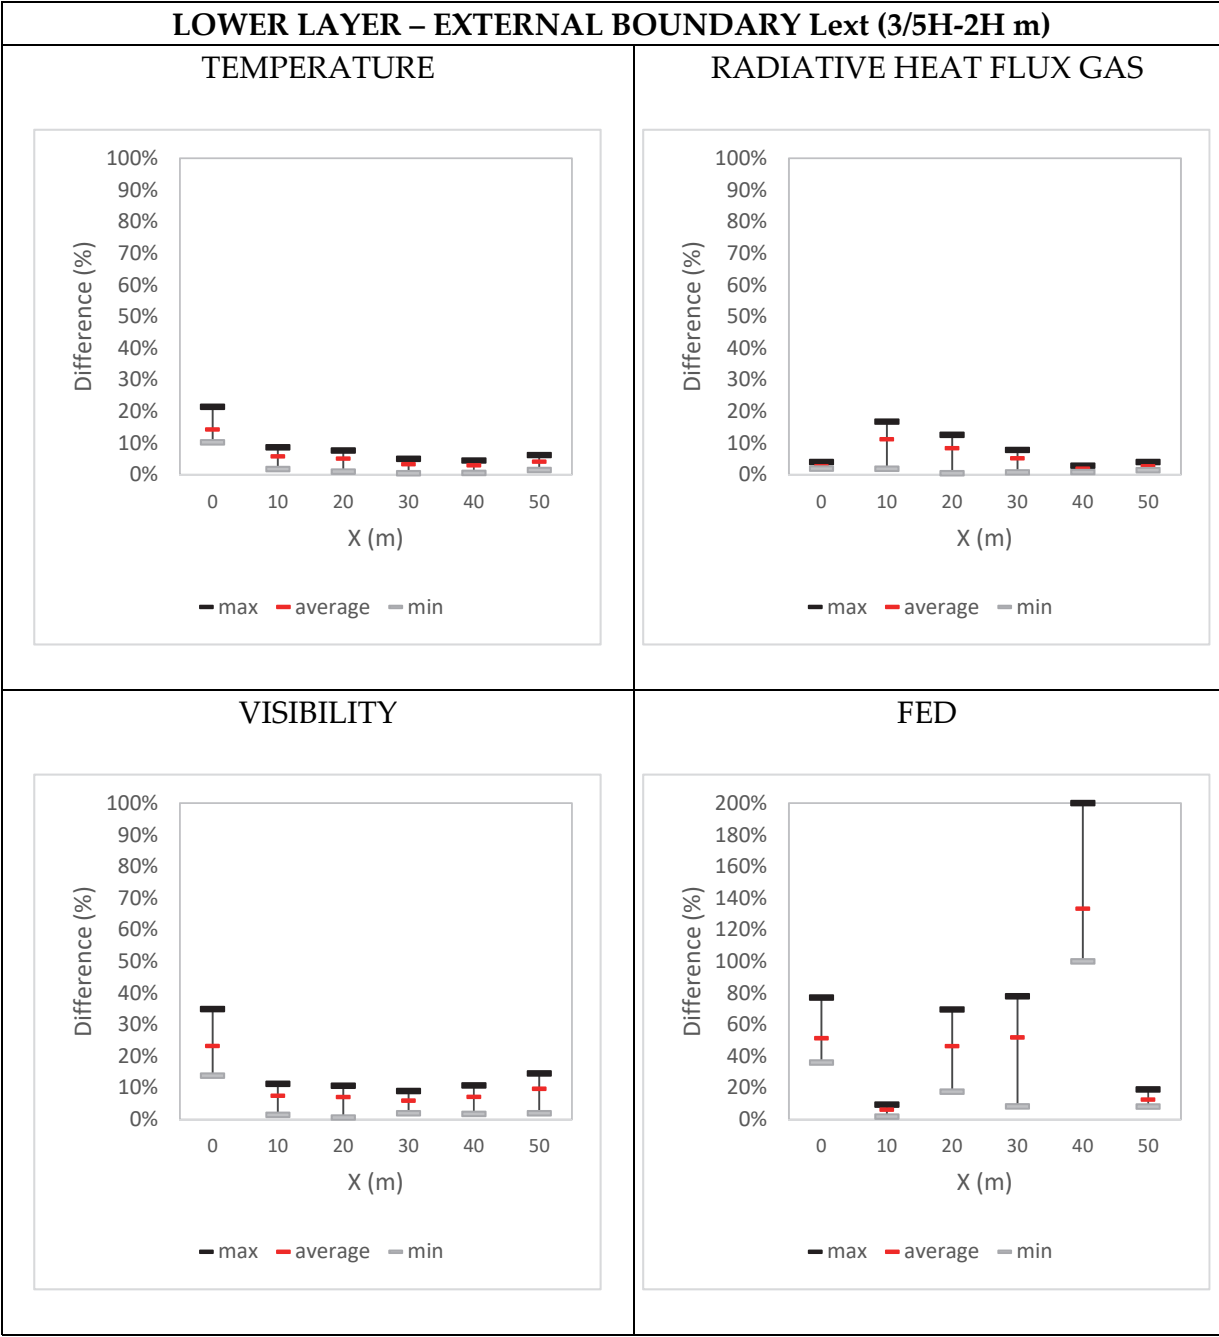 LOWER LAYER – EXTERNAL BOUNDARY Lext (3/5H-2H m)
TEMPERATURE
100%
90%
80%
70%
60%
50%
40%
30%
20%
10%
0%
Difference (%)
0 10 20 30 40 50
X (m)
max average min
RADIATIVE HEAT FLUX GAS
100%
90%
80%
70%
60%
50%
40%
30%
20%
10%
0%
Difference (%)
0 10 20 30 40 50
X (m)
max average min
VISIBILITY
100%
90%
80%
70%
60%
50%
40%
30%
20%
10%
0%
Difference (%)
0 10 20 30 40 50
X (m)
max average min
FED
200%
180%
160%
140%
120%
100%
80%
60%
40%
20%
0%
Difference (%)
0 10 20 30 40 50
X (m)
max average min